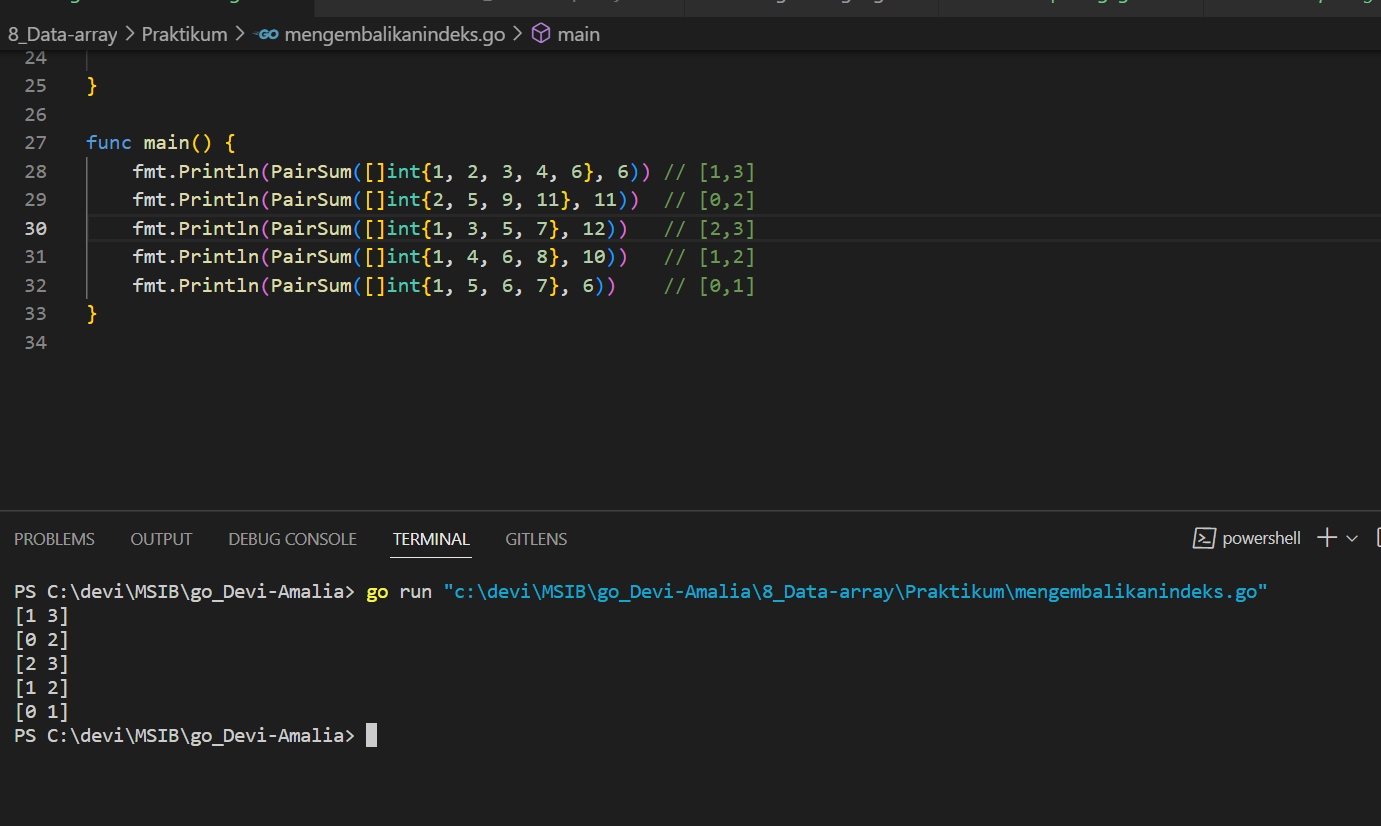 8_Data-array > Praktikum > GO mengembalikanindeks.go > main
24
25 }
26
27 func main() {
28 fmt.Println(PairSum([]int{1, 2, 3, 4, 6}, 6)) // [1,3]
29 fmt.Println(PairSum([]int{2, 5, 9, 11}, 11)) // [0,2]
30 fmt.Println(PairSum([]int{1, 3, 5, 7}, 12)) // [2,3]
31 fmt.Println(PairSum([]int{1, 4, 6, 8}, 10)) // [1,2]
32 fmt.Println(PairSum([]int{1, 5, 6, 7}, 6)) // [0,1]
33 }
34
PROBLEMS OUTPUT DEBUG CONSOLE TERMINAL GITLENS powershell
PS C:\devi\MSIB\go_Devi-Amalia> go run "c:\devi\MSIB\go_Devi-Amalia\8_Data-array\Praktikum\mengembalikanindeks.go"
[1 3]
[0 2]
[2 3]
[1 2]
[0 1]
PS C:\devi\MSIB\go_Devi-Amalia>